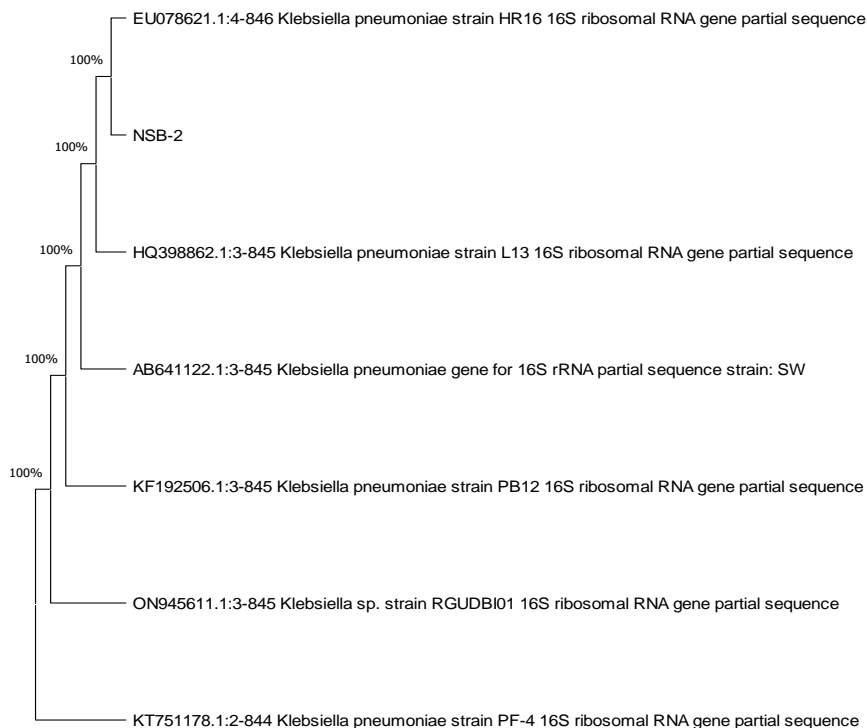 EU078621.1:4-846 Klebsiella pneumoniae strain HR16 16S ribosomal RNA gene partial sequence
100%
NSB-2
100%
HQ398862.1:3-845 Klebsiella pneumoniae strain L13 16S ribosomal RNA gene partial sequence
100%
AB641122.1:3-845 Klebsiella pneumoniae gene for 16S rRNA partial sequence strain: SW
100%
KF192506.1:3-845 Klebsiella pneumoniae strain PB12 16S ribosomal RNA gene partial sequence
100%
ON945611.1:3-845 Klebsiella sp. strain RGUDBI01 16S ribosomal RNA gene partial sequence
KT751178.1:2-844 Klebsiella pneumoniae strain PF-4 16S ribosomal RNA gene partial sequence